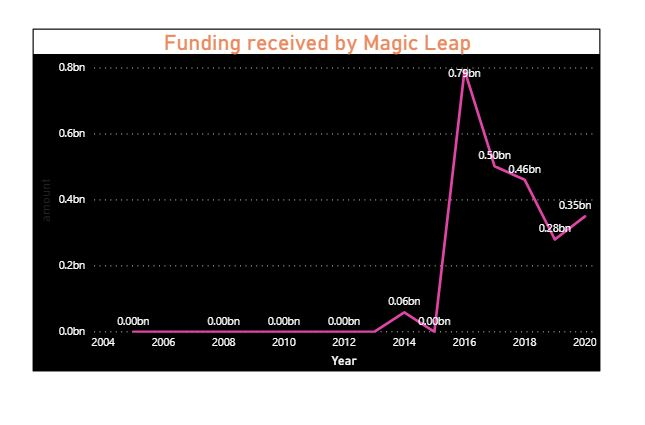 Funding received by Magic Leap
0.8bn
0.79bn
0.6bn
0.50bn
0.46bn
0.4bn
amount
0.35bn
0.28bn
0.2bn
0.00bn 0.00bn 0.00bn 0.00bn 0.06bn 0.00bn
0.0bn
2004 2006 2008 2010 2012 2014 2016 2018 2020
Year